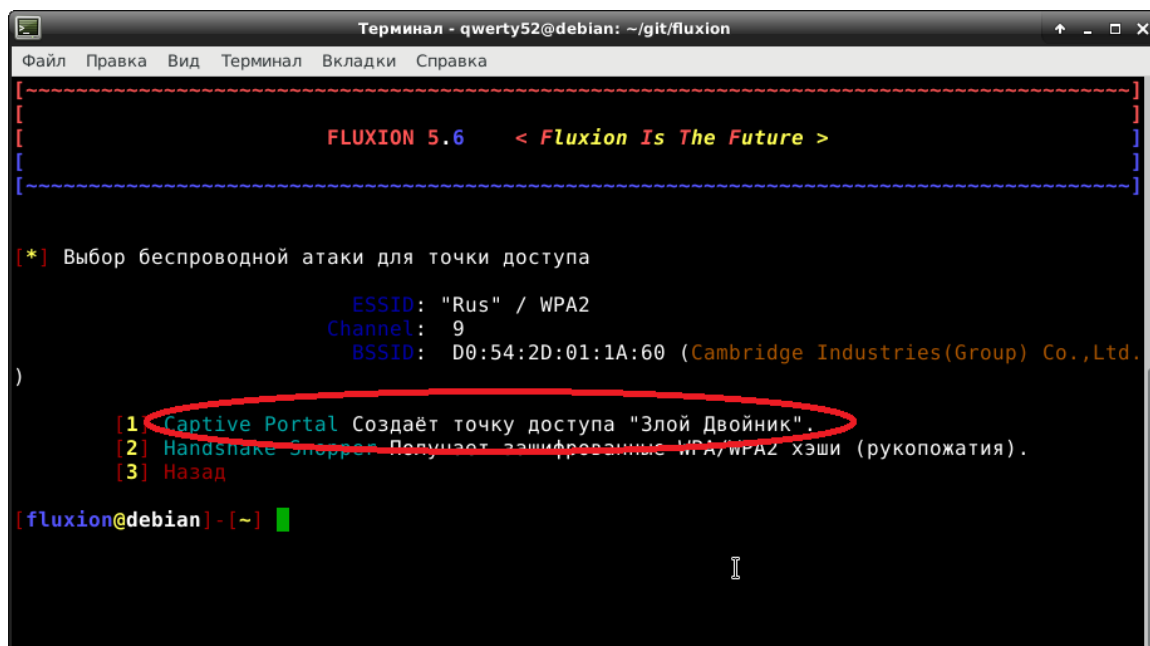 Терминал - qwerty52@debian: ~/git/fluxion
Файл Правка Вид Терминал Вкладки Справка
[~~~~~~~~~~~~~~~~~~~~~~~~~~~~~~~~~~~~~~~~~~~~~~~~~~~~~~~~~~~~~~~~~~~~~~~~~~~~~~~~~~~~~~~~~~~]
[ ]
[ FLUXION 5.6 < Fluxion Is The Future > ]
[ ]
[~~~~~~~~~~~~~~~~~~~~~~~~~~~~~~~~~~~~~~~~~~~~~~~~~~~~~~~~~~~~~~~~~~~~~~~~~~~~~~~~~~~~~~~~~~~]
[*] Выбор беспроводной атаки для точки доступа
ESSID: "Rus" / WPA2
Channel: 9
BSSID: D0:54:2D:01:1A:60 (Cambridge Industries(Group) Co.,Ltd.
)
[1] Captive Portal Создаёт точку доступа "Злой Двойник".
[2] Handshake Snooper Получает зашифрованные WPA/WPA2 хэши (рукопожатия).
[3] Назад
[fluxion@debian]-[~]